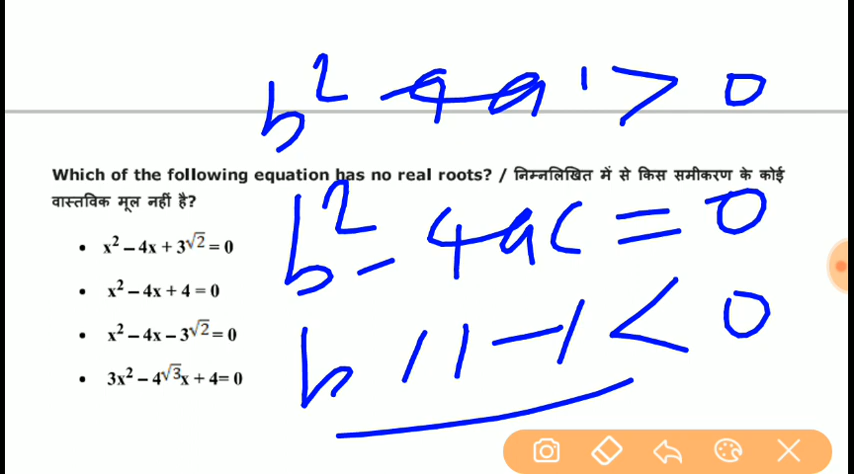 b² - 4a' > 0
Which of the following equation has no real roots? / निम्नलिखित में से किस समीकरण के कोई
वास्तविक मूल नहीं है?
b² - 4ac = 0
• x² – 4x + 3√2 = 0
• x² – 4x + 4 = 0
• x² – 4x – 3√2 = 0
• 3x² – 4√3x + 4= 0
< 0